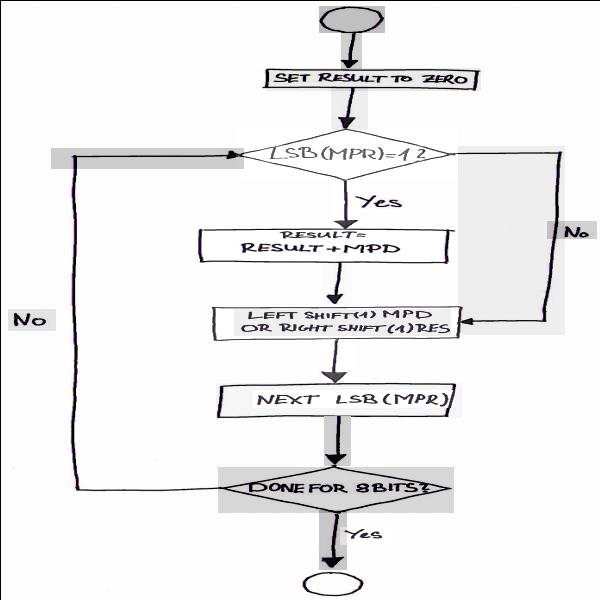 SET RESULT TO ZERO
LSB(MPR)=1?
Yes
No
RESULT=
RESULT+MPD
LEFT SHIFT(1) MPD
OR RIGHT SHIFT(1)RES
No
NEXT LSB(MPR)
DONE FOR 8BITS?
Yes